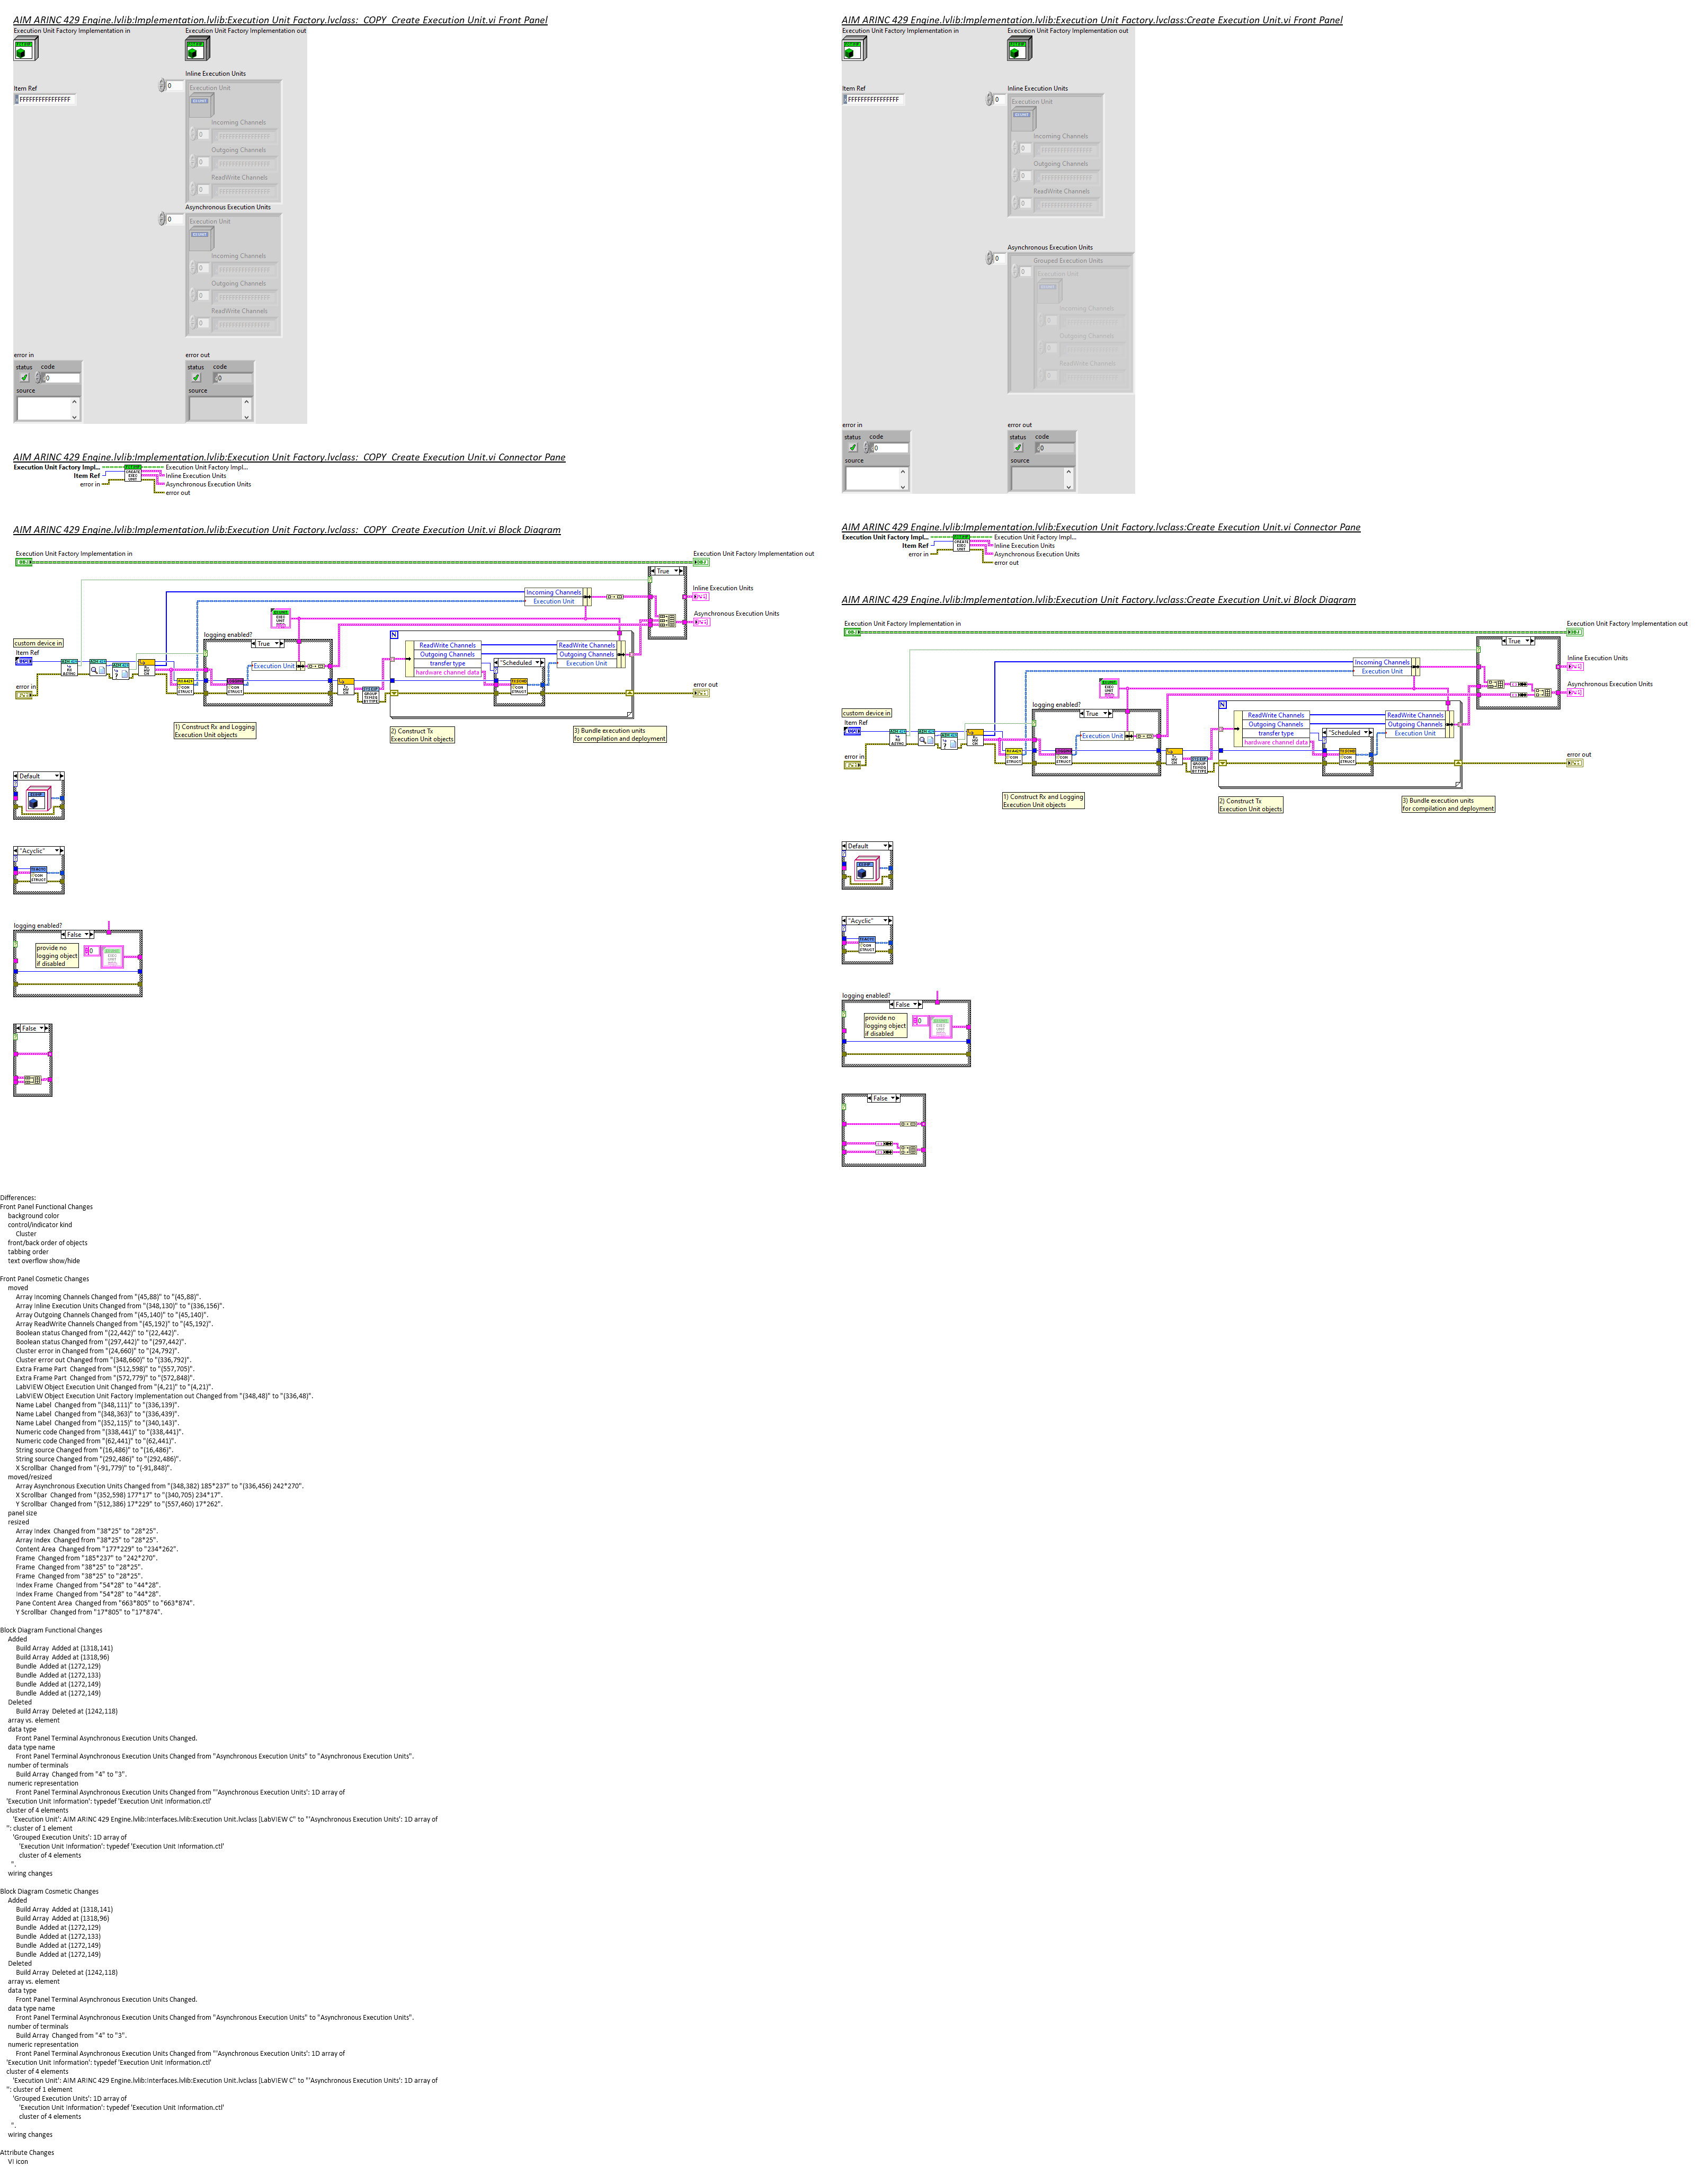 AIM ARINC 429 Engine.lvlib:Implementation.lvlib:Execution Unit Factory.lvclass:_COPY_Create Execution Unit.vi Front Panel
Execution Unit Factory Implementation in
Execution Unit Factory Implementation out
Inline Execution Units
0
Execution Unit
Item Ref
FFFFFFFFFFFFFFFF
Incoming Channels
0
Outgoing Channels
0
ReadWrite Channels
0
Asynchronous Execution Units
0
Execution Unit
Incoming Channels
0
Outgoing Channels
0
ReadWrite Channels
0
error in
error out
status code
status code
0
0
source
source
AIM ARINC 429 Engine.lvlib:Implementation.lvlib:Execution Unit Factory.lvclass:_COPY_Create Execution Unit.vi Connector Pane
Execution Unit Factory Impl...
Execution Unit Factory Impl...
Item Ref
Inline Execution Units
error in
Asynchronous Execution Units
error out
AIM ARINC 429 Engine.lvlib:Implementation.lvlib:Execution Unit Factory.lvclass:_COPY_Create Execution Unit.vi Block Diagram
Execution Unit Factory Implementation in
Execution Unit Factory Implementation out
True
Inline Execution Units
Incoming Channels
Execution Unit
Asynchronous Execution Units
logging enabled?
True
custom device in
Item Ref
ReadWrite Channels
ReadWrite Channels
Outgoing Channels
Outgoing Channels
transfer type
"Scheduled
Execution Unit
hardware channel data
Execution Unit
error in
error out
1) Construct Rx and Logging
Execution Unit objects
2) Construct Tx
Execution Unit objects
3) Bundle execution units
for compilation and deployment
Default
"Acyclic"
logging enabled?
False
provide no
logging object
if disabled
0
False
AIM ARINC 429 Engine.lvlib:Implementation.lvlib:Execution Unit Factory.lvclass:Create Execution Unit.vi Front Panel
Execution Unit Factory Implementation in
Execution Unit Factory Implementation out
Item Ref
FFFFFFFFFFFFFFFF
Inline Execution Units
0
Execution Unit
Incoming Channels
0
Outgoing Channels
0
ReadWrite Channels
0
Asynchronous Execution Units
0
Grouped Execution Units
0
Execution Unit
Incoming Channels
0
Outgoing Channels
0
ReadWrite Channels
0
error in
error out
status code
status code
0
0
source
source
AIM ARINC 429 Engine.lvlib:Implementation.lvlib:Execution Unit Factory.lvclass:Create Execution Unit.vi Connector Pane
Execution Unit Factory Impl...
Execution Unit Factory Impl...
Item Ref
Inline Execution Units
error in
Asynchronous Execution Units
error out
AIM ARINC 429 Engine.lvlib:Implementation.lvlib:Execution Unit Factory.lvclass:Create Execution Unit.vi Block Diagram
Execution Unit Factory Implementation in
Execution Unit Factory Implementation out
True
Inline Execution Units
Incoming Channels
Execution Unit
Asynchronous Execution Units
logging enabled?
True
custom device in
Item Ref
ReadWrite Channels
ReadWrite Channels
Outgoing Channels
Outgoing Channels
transfer type
"Scheduled
Execution Unit
hardware channel data
Execution Unit
error in
error out
1) Construct Rx and Logging
Execution Unit objects
2) Construct Tx
Execution Unit objects
3) Bundle execution units
for compilation and deployment
Default
"Acyclic"
logging enabled?
False
provide no
logging object
if disabled
0
False
Differences:
Front Panel Functional Changes
background color
control/indicator kind
Cluster
front/back order of objects
tabbing order
text overflow show/hide
Front Panel Cosmetic Changes
moved
Array Incoming Channels Changed from "(45,88)" to "(45,88)".
Array Inline Execution Units Changed from "(348,130)" to "(336,156)".
Array Outgoing Channels Changed from "(45,140)" to "(45,140)".
Array ReadWrite Channels Changed from "(45,192)" to "(45,192)".
Boolean status Changed from "(22,442)" to "(22,442)".
Boolean status Changed from "(297,442)" to "(297,442)".
Cluster error in Changed from "(24,660)" to "(24,792)".
Cluster error out Changed from "(348,660)" to "(336,792)".
Extra Frame Part Changed from "(512,598)" to "(557,705)".
Extra Frame Part Changed from "(572,779)" to "(572,848)".
LabVIEW Object Execution Unit Changed from "(4,21)" to "(4,21)".
LabVIEW Object Execution Unit Factory Implementation out Changed from "(348,48)" to "(336,48)".
Name Label Changed from "(348,111)" to "(336,139)".
Name Label Changed from "(348,363)" to "(336,439)".
Name Label Changed from "(352,115)" to "(340,143)".
Numeric code Changed from "(338,441)" to "(338,441)".
Numeric code Changed from "(62,441)" to "(62,441)".
String source Changed from "(16,486)" to "(16,486)".
String source Changed from "(292,486)" to "(292,486)".
X Scrollbar Changed from "(-91,779)" to "(-91,848)".
moved/resized
Array Asynchronous Execution Units Changed from "(348,382) 185*237" to "(336,456) 242*270".
X Scrollbar Changed from "(352,598) 177*17" to "(340,705) 234*17".
Y Scrollbar Changed from "(512,386) 17*229" to "(557,460) 17*262".
panel size
resized
Array Index Changed from "38*25" to "28*25".
Array Index Changed from "38*25" to "28*25".
Content Area Changed from "177*229" to "234*262".
Frame Changed from "185*237" to "242*270".
Frame Changed from "38*25" to "28*25".
Frame Changed from "38*25" to "28*25".
Index Frame Changed from "54*28" to "44*28".
Index Frame Changed from "54*28" to "44*28".
Pane Content Area Changed from "663*805" to "663*874".
Y Scrollbar Changed from "17*805" to "17*874".
Block Diagram Functional Changes
Added
Build Array Added at (1318,141)
Build Array Added at (1318,96)
Bundle Added at (1272,129)
Bundle Added at (1272,133)
Bundle Added at (1272,149)
Bundle Added at (1272,149)
Deleted
Build Array Deleted at (1242,118)
array vs. element
data type
Front Panel Terminal Asynchronous Execution Units Changed.
data type name
Front Panel Terminal Asynchronous Execution Units Changed from "Asynchronous Execution Units" to "Asynchronous Execution Units".
number of terminals
Build Array Changed from "4" to "3".
numeric representation
Front Panel Terminal Asynchronous Execution Units Changed from "'Asynchronous Execution Units': 1D array of
'Execution Unit Information': typedef 'Execution Unit Information.ctl'
cluster of 4 elements
'Execution Unit': AIM ARINC 429 Engine.lvlib:Interfaces.lvlib:Execution Unit.lvclass [LabVIEW C" to "'Asynchronous Execution Units': 1D array of
'': cluster of 1 element
'Grouped Execution Units': 1D array of
'Execution Unit Information': typedef 'Execution Unit Information.ctl'
cluster of 4 elements
".
wiring changes
Block Diagram Cosmetic Changes
Added
Build Array Added at (1318,141)
Build Array Added at (1318,96)
Bundle Added at (1272,129)
Bundle Added at (1272,133)
Bundle Added at (1272,149)
Bundle Added at (1272,149)
Deleted
Build Array Deleted at (1242,118)
array vs. element
data type
Front Panel Terminal Asynchronous Execution Units Changed.
data type name
Front Panel Terminal Asynchronous Execution Units Changed from "Asynchronous Execution Units" to "Asynchronous Execution Units".
number of terminals
Build Array Changed from "4" to "3".
numeric representation
Front Panel Terminal Asynchronous Execution Units Changed from "'Asynchronous Execution Units': 1D array of
'Execution Unit Information': typedef 'Execution Unit Information.ctl'
cluster of 4 elements
'Execution Unit': AIM ARINC 429 Engine.lvlib:Interfaces.lvlib:Execution Unit.lvclass [LabVIEW C" to "'Asynchronous Execution Units': 1D array of
'': cluster of 1 element
'Grouped Execution Units': 1D array of
'Execution Unit Information': typedef 'Execution Unit Information.ctl'
cluster of 4 elements
".
wiring changes
Attribute Changes
VI icon